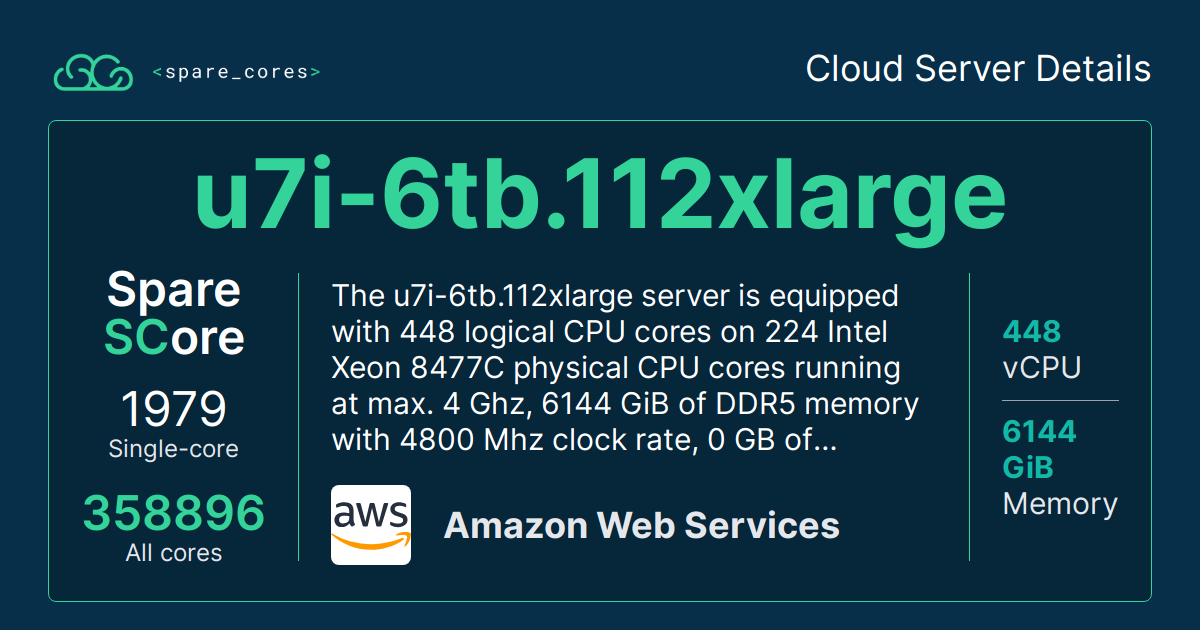 <spare_cores>
Cloud Server Details
u7i-6tb.112xlarge
Spare
SCore
1979
Single-core
358896
All cores
The u7i-6tb.112xlarge server is equipped
with 448 logical CPU cores on 224 Intel
Xeon 8477C physical CPU cores running
at max. 4 Ghz, 6144 GiB of DDR5 memory
with 4800 Mhz clock rate, 0 GB of...
aws
Amazon Web Services
448
vCPU
6144
GiB
Memory